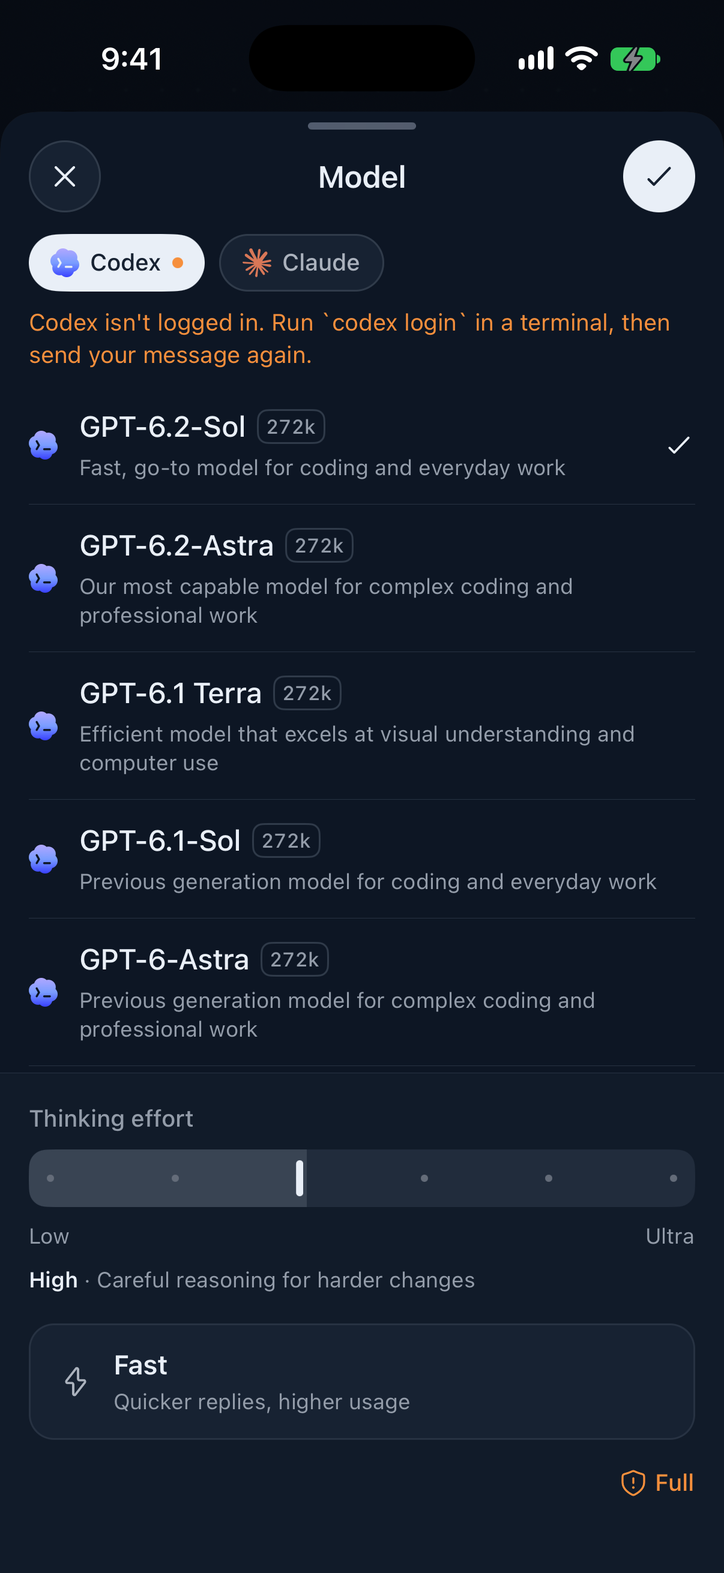 9:41
Model
Codex
Claude
Codex isn't logged in. Run `codex login` in a terminal, then
send your message again.
GPT-6.2-Sol 272k
Fast, go-to model for coding and everyday work
GPT-6.2-Astra 272k
Our most capable model for complex coding and
professional work
GPT-6.1 Terra 272k
Efficient model that excels at visual understanding and
computer use
GPT-6.1-Sol 272k
Previous generation model for coding and everyday work
GPT-6-Astra 272k
Previous generation model for complex coding and
professional work
Thinking effort
Low
Ultra
High · Careful reasoning for harder changes
Fast
Quicker replies, higher usage
Full